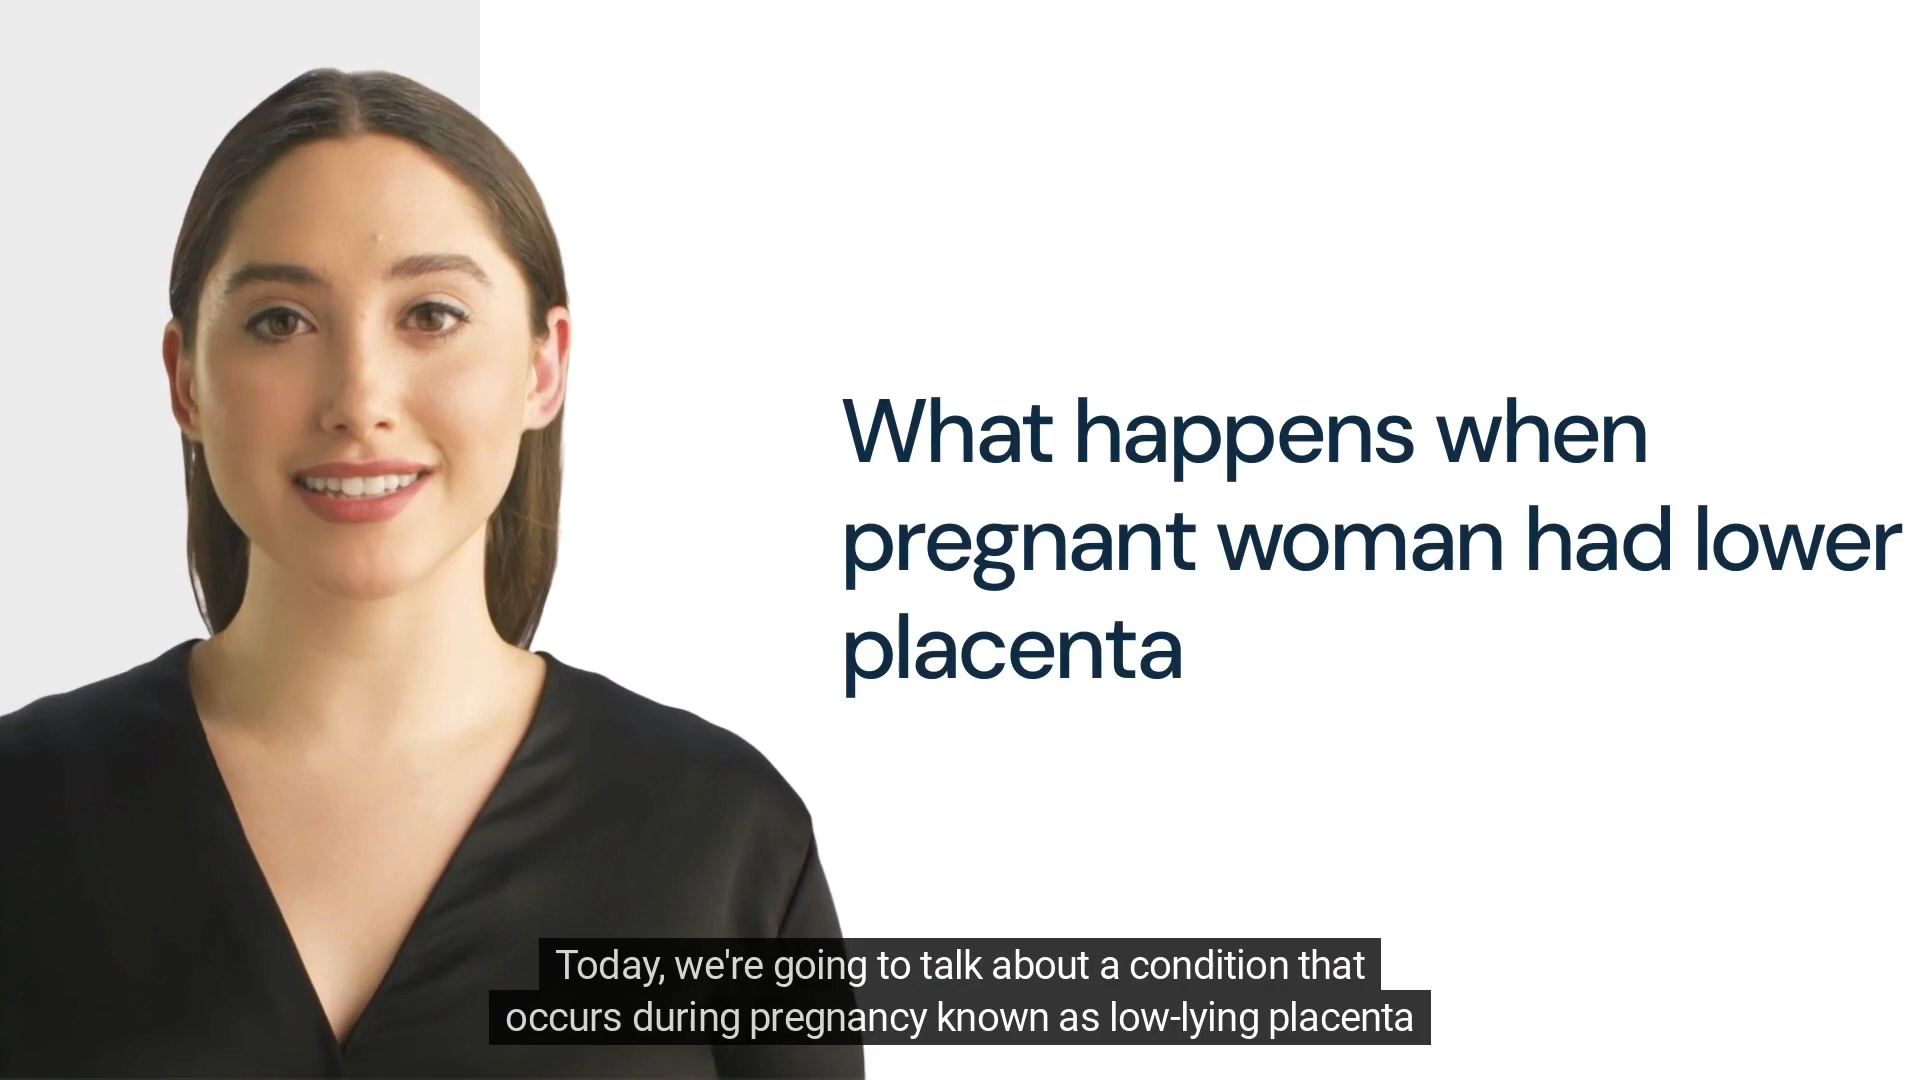 What happens when
pregnant woman had lower
placenta
Today, we're going to talk about a condition that
occurs during pregnancy known as low-lying placenta